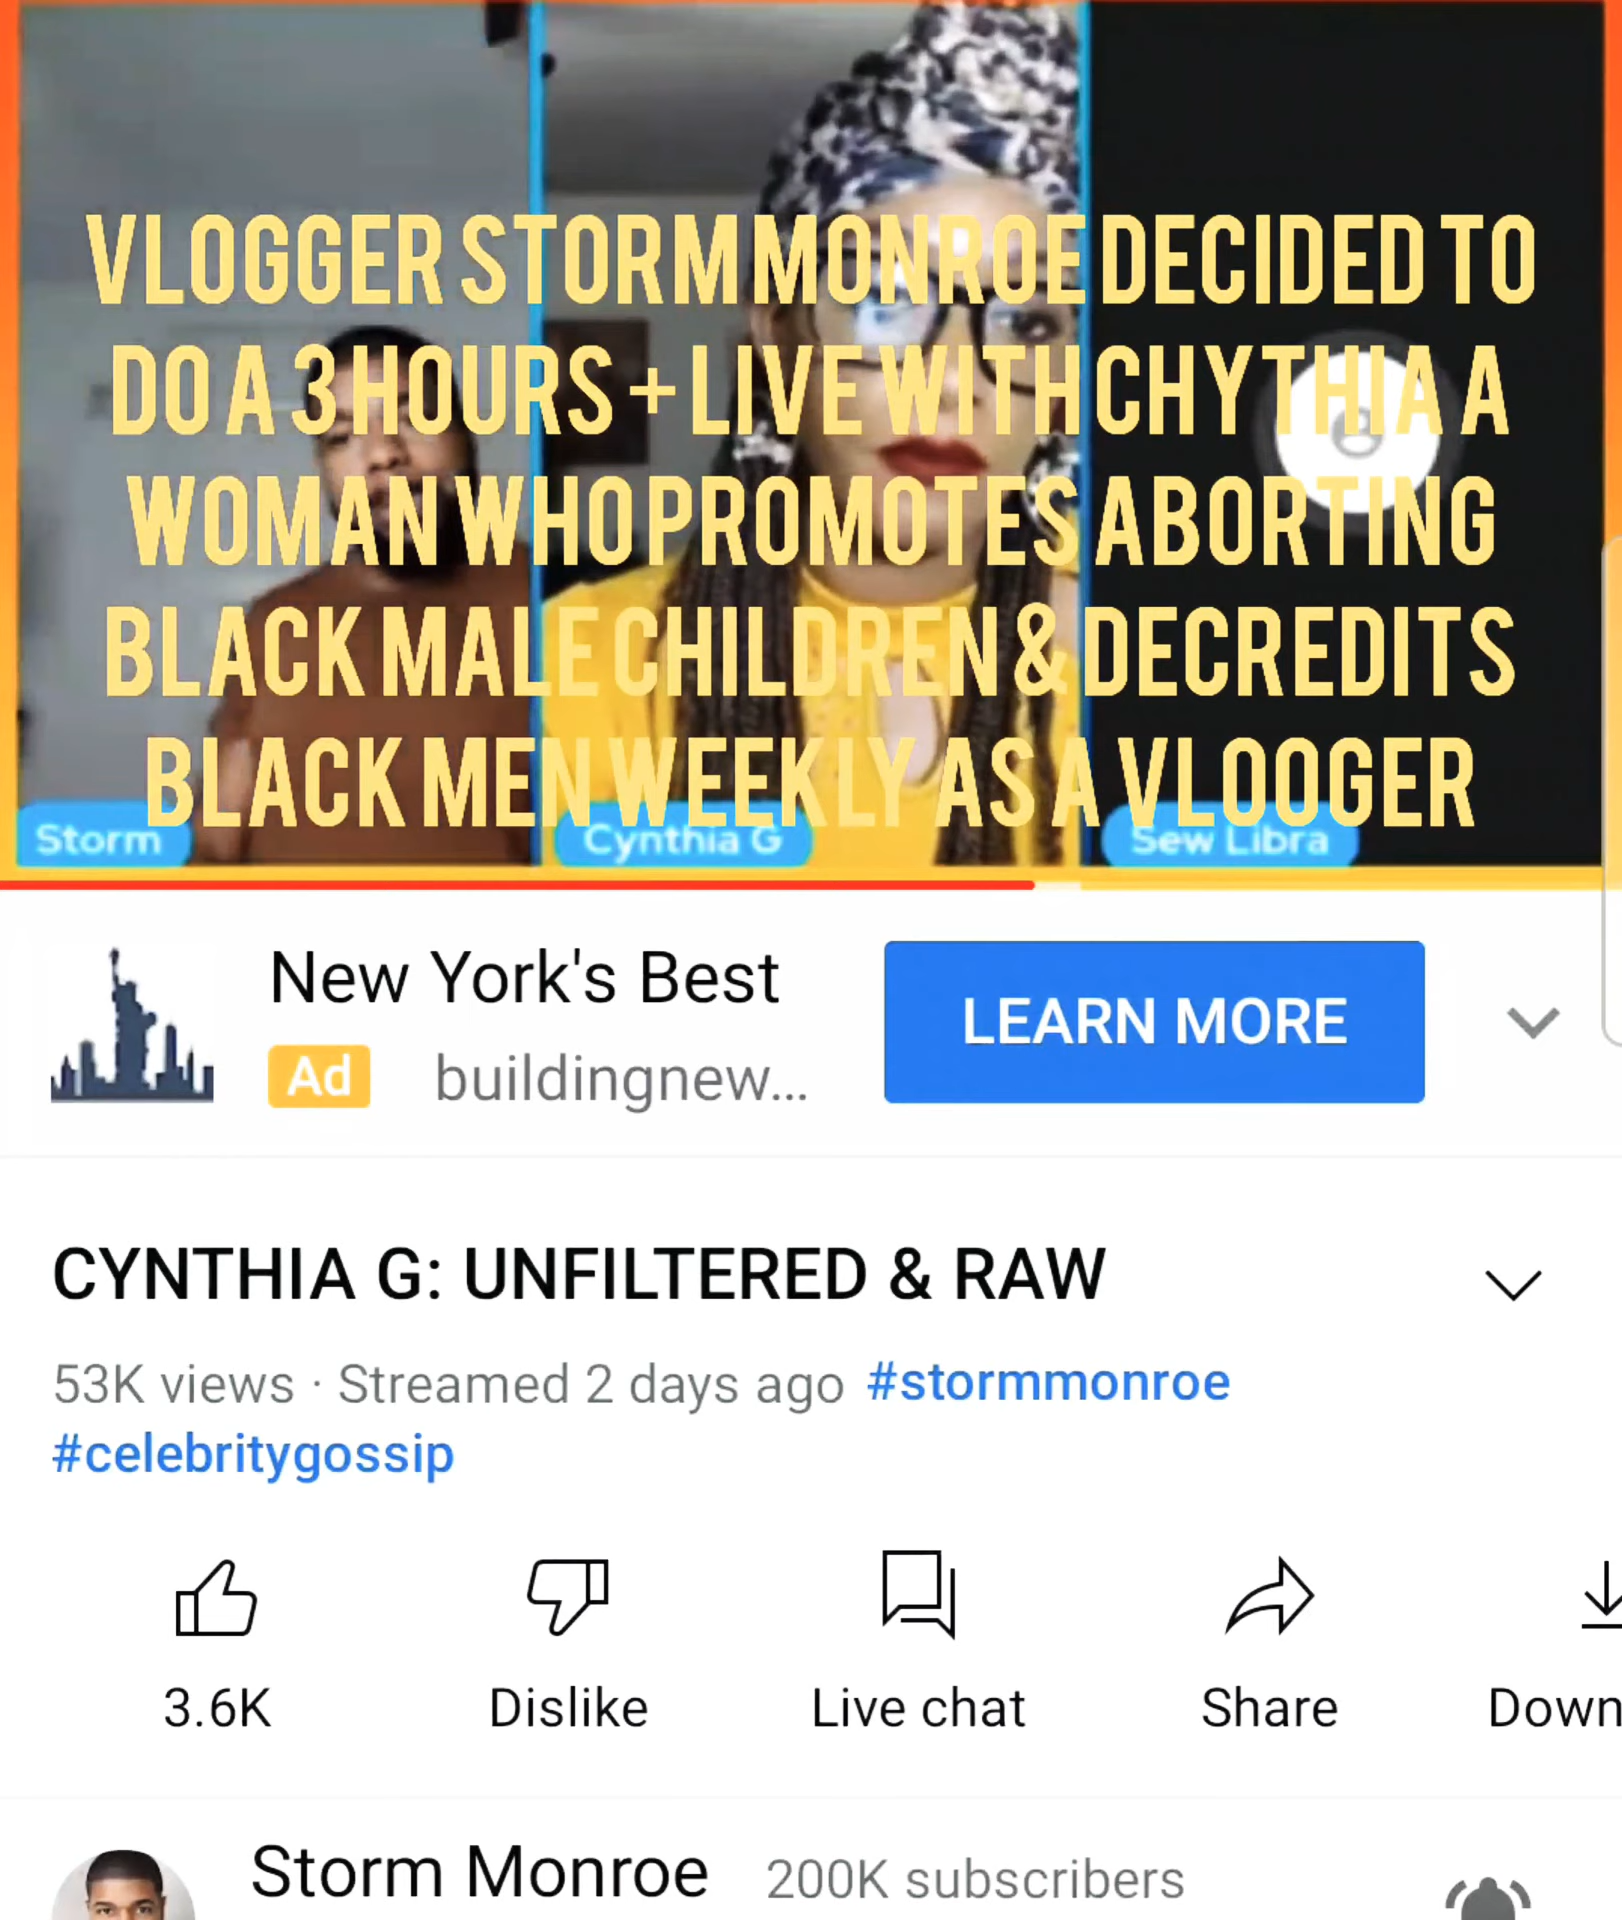 VLOGGER STORM MONROE DECIDED TO
DO A 3 HOURS + LIVE WITH CHYTHIA A
WOMAN WHO PROMOTES ABORTING
BLACK MALE CHILDREN & DECREDITS
BLACK MEN WEEKLY AS A VLOOGER
Storm Cynthia G Sew Libra
New York's Best
LEARN MORE
Ad buildingnew...
CYNTHIA G: UNFILTERED & RAW
53K views · Streamed 2 days ago #stormmonroe
#celebritygossip
3.6K Dislike Live chat Share Down
Storm Monroe 200K subscribers